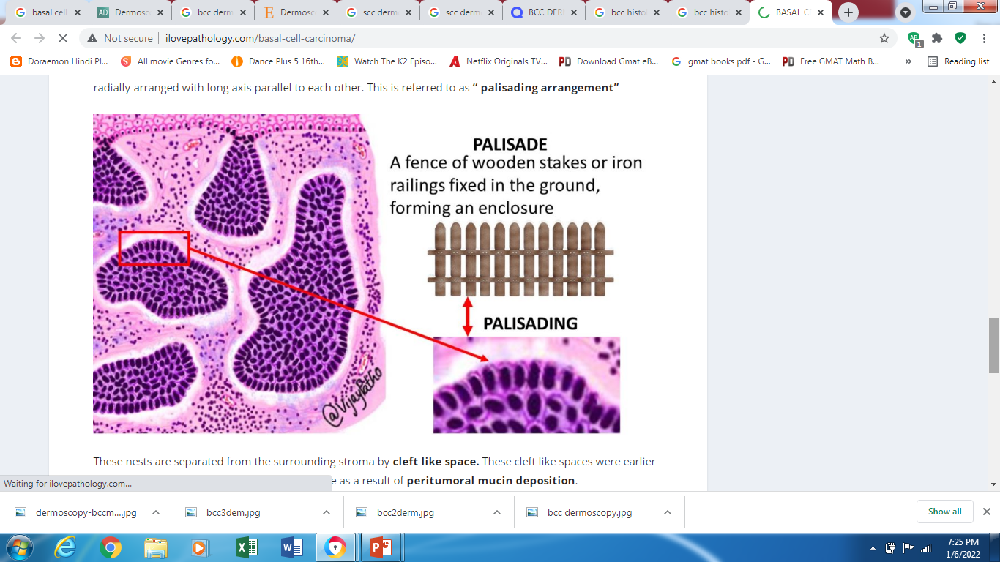 basal cell
Dermosc
bcc derm
Dermosc
scc derm
scc derm
BCC DER
bcc histo
bcc histo
BASAL C
Not secure | ilovepathology.com/basal-cell-carcinoma/
Doraemon Hindi Pl...
All movie Genres fo...
Dance Plus 5 16th...
Watch The K2 Episo...
Netflix Originals TV...
Download Gmat eB...
gmat books pdf - G...
Free GMAT Math B...
»
Reading list
radially arranged with long axis parallel to each other. This is referred to as “ palisading arrangement”
PALISADE
A fence of wooden stakes or iron
railings fixed in the ground,
forming an enclosure
PALISADING
@Vijaypatho
These nests are separated from the surrounding stroma by cleft like space. These cleft like spaces were earlier
e as a result of peritumoral mucin deposition.
Waiting for ilovepathology.com...
dermoscopy-bccm....jpg
bcc3dem.jpg
bcc2derm.jpg
bcc dermoscopy.jpg
Show all
7:25 PM
1/6/2022